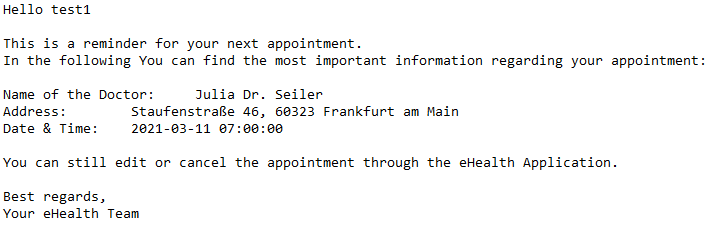 Hello test1
This is a reminder for your next appointment.
In the following You can find the most important information regarding your appointment:
Name of the Doctor: Julia Dr. Seiler
Address: Staufenstraße 46, 60323 Frankfurt am Main
Date & Time: 2021-03-11 07:00:00
You can still edit or cancel the appointment through the eHealth Application.
Best regards,
Your eHealth Team